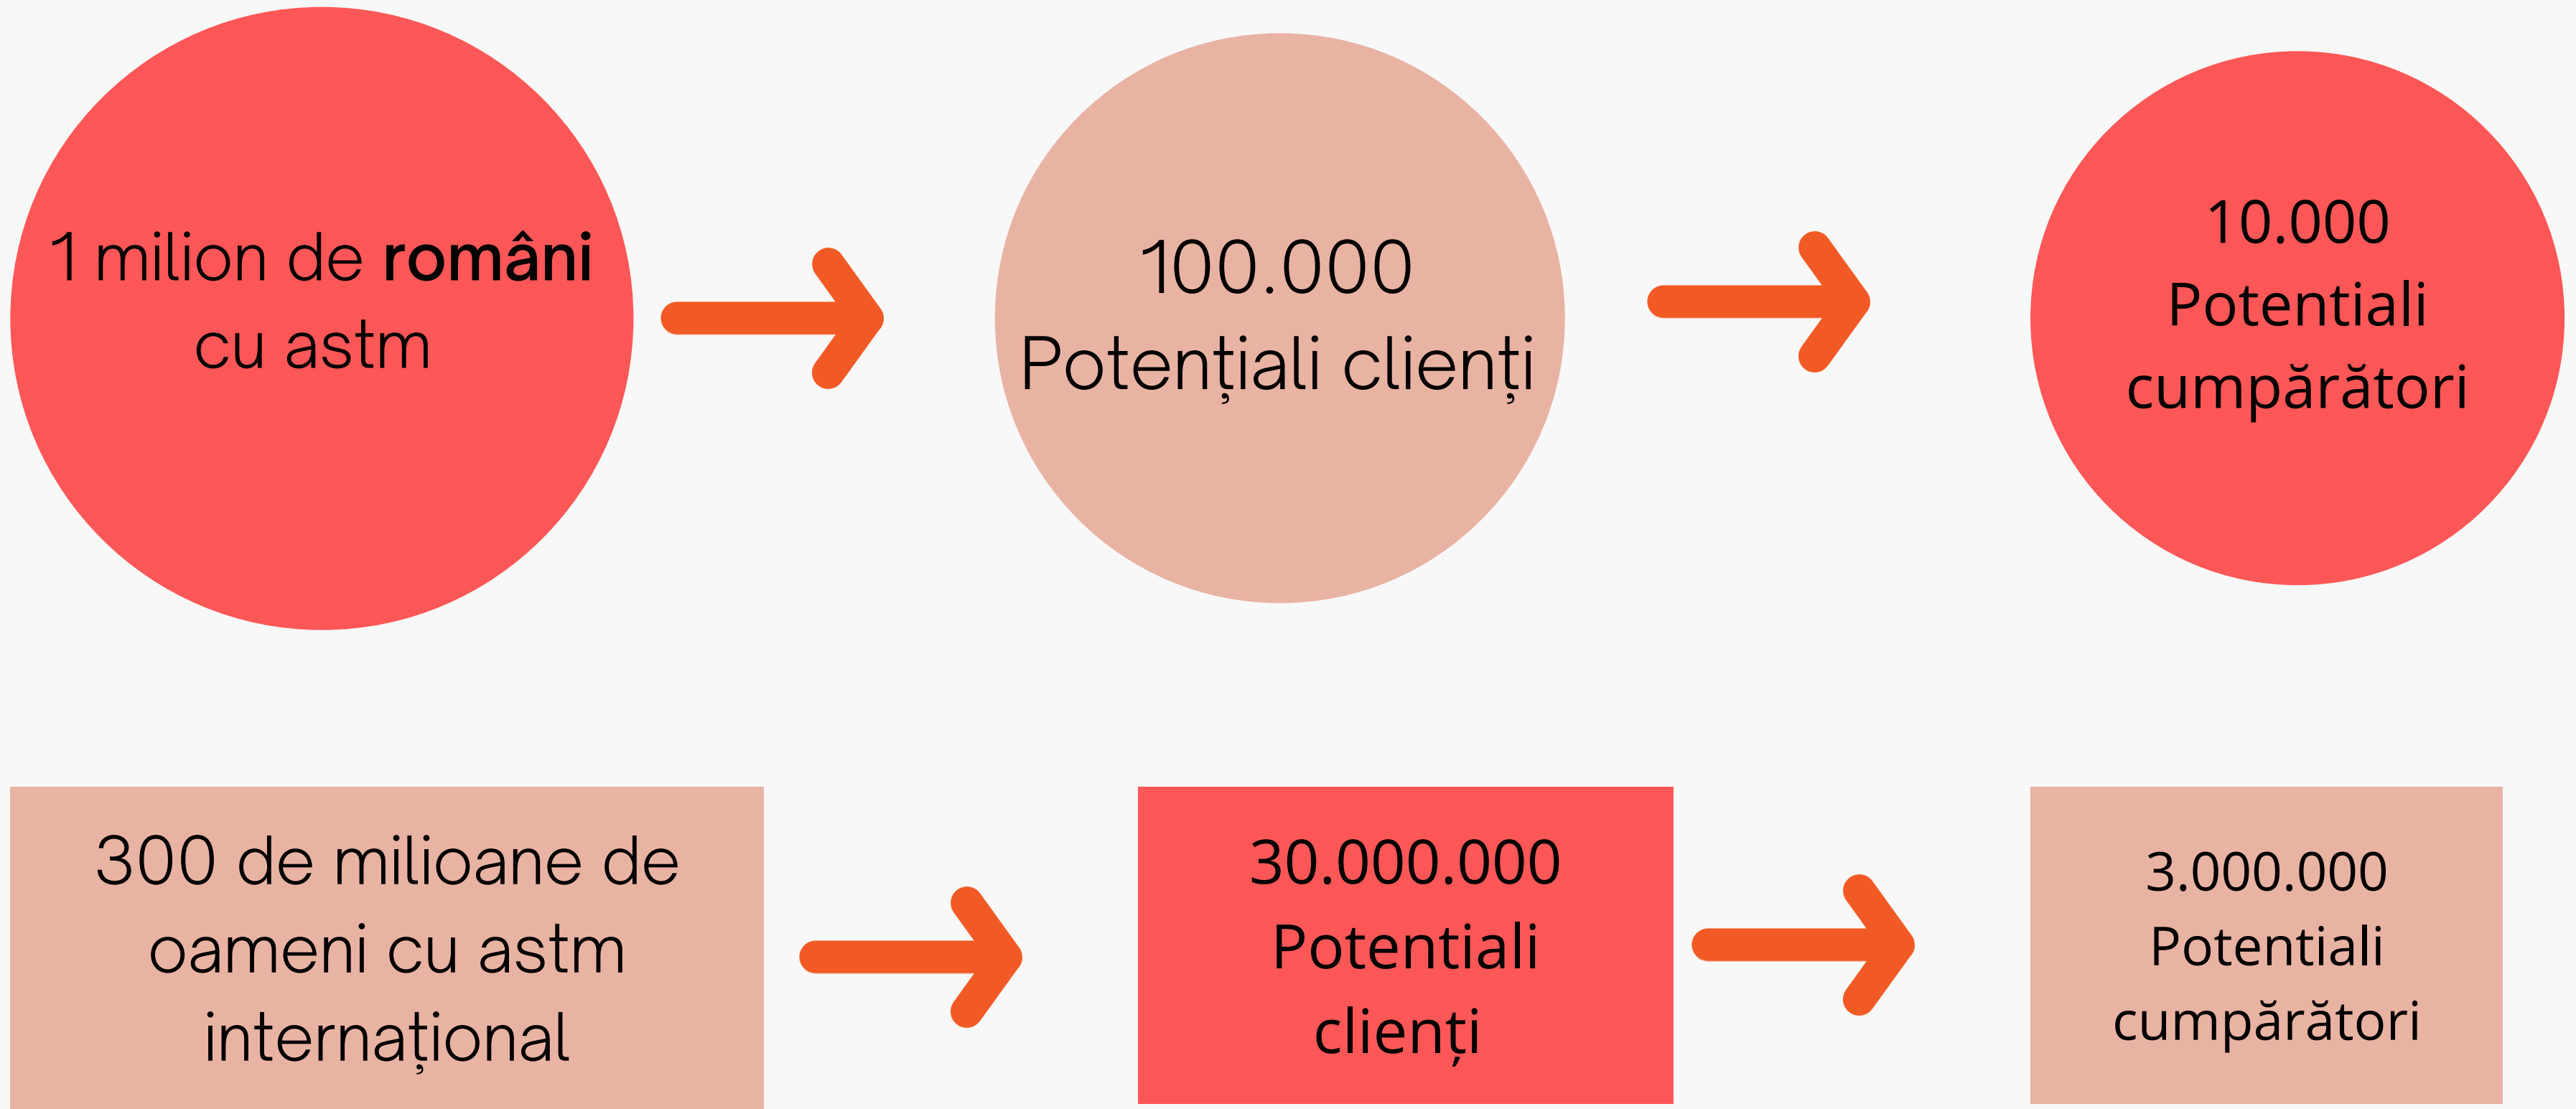 1 milion de români
cu astm
100.000
Potențiali clienți
10.000
Potentiali
cumpărători
300 de milioane de
oameni cu astm
internațional
30.000.000
Potentiali
clienți
3.000.000
Potentiali
cumpărători